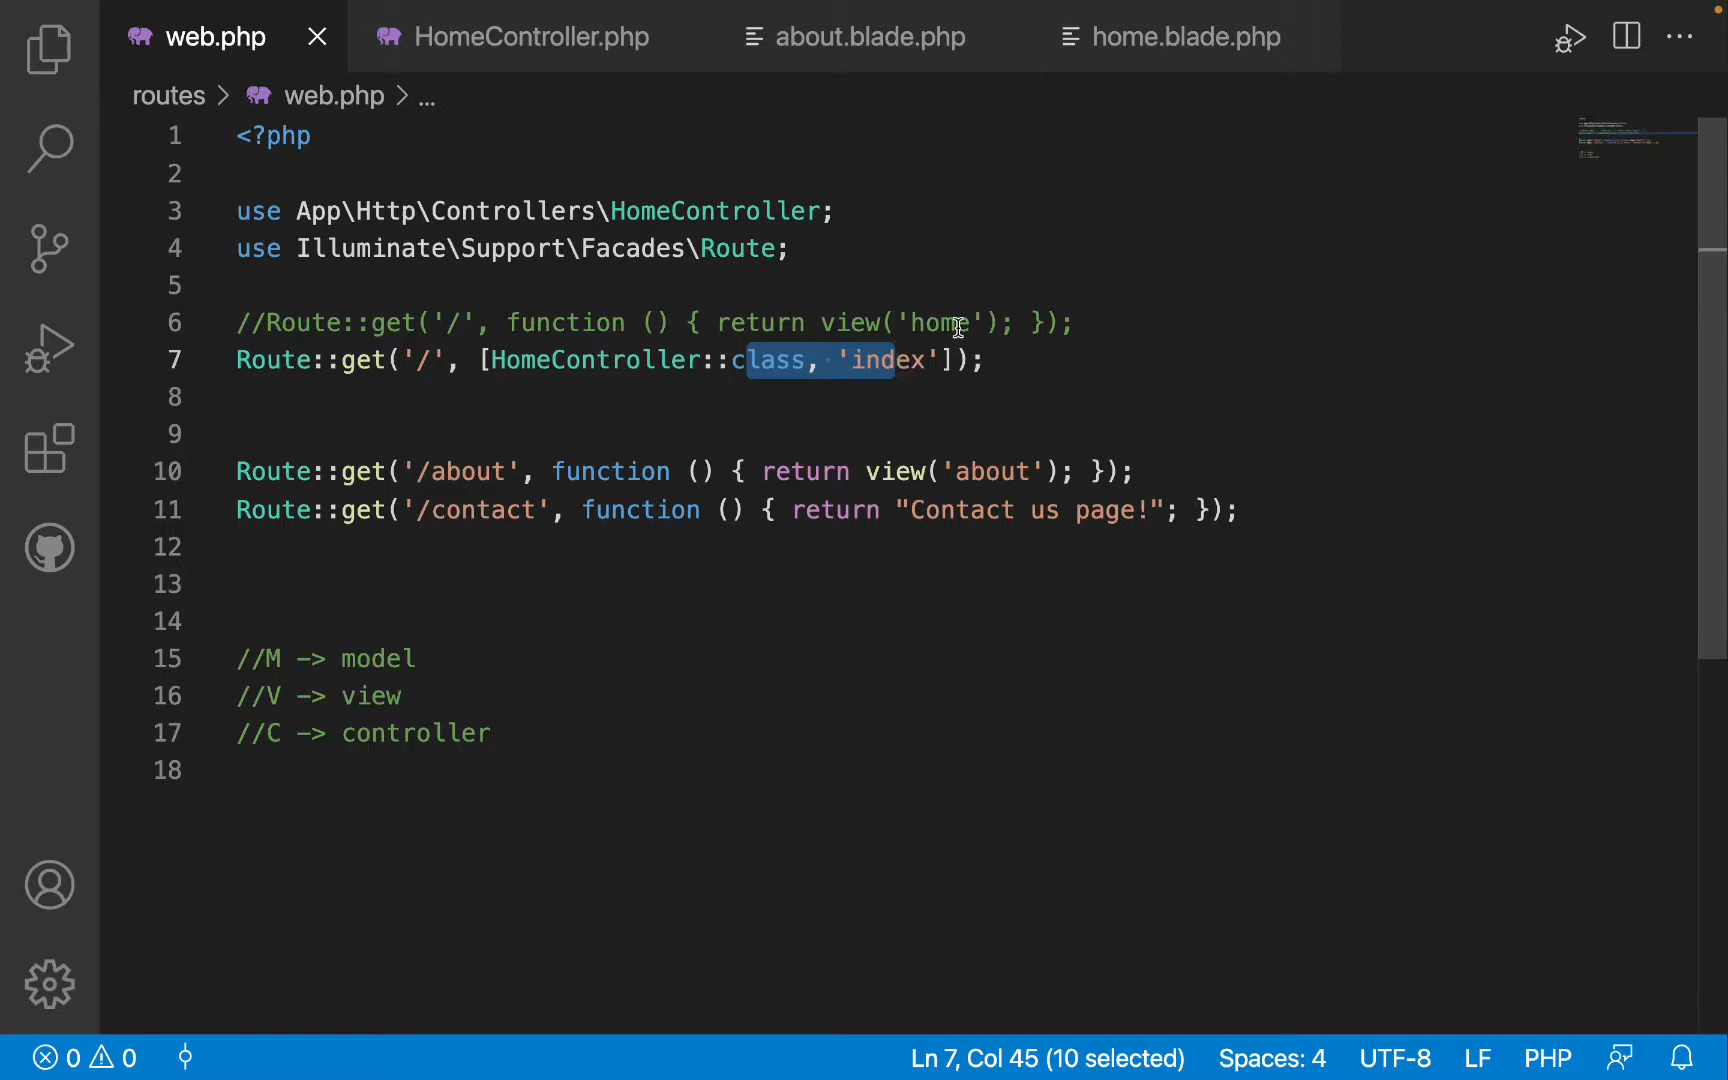 web.php HomeController.php about.blade.php home.blade.php
routes > web.php > ...
1 <?php
2
3 use App\Http\Controllers\HomeController;
4 use Illuminate\Support\Facades\Route;
5
6 //Route::get('/', function () { return view('home'); });
7 Route::get('/', [HomeController::class, 'index']);
8
9
10 Route::get('/about', function () { return view('about'); });
11 Route::get('/contact', function () { return "Contact us page!"; });
12
13
14
15 //M -> model
16 //V -> view
17 //C -> controller
18
0 0 Ln 7, Col 45 (10 selected) Spaces: 4 UTF-8 LF PHP